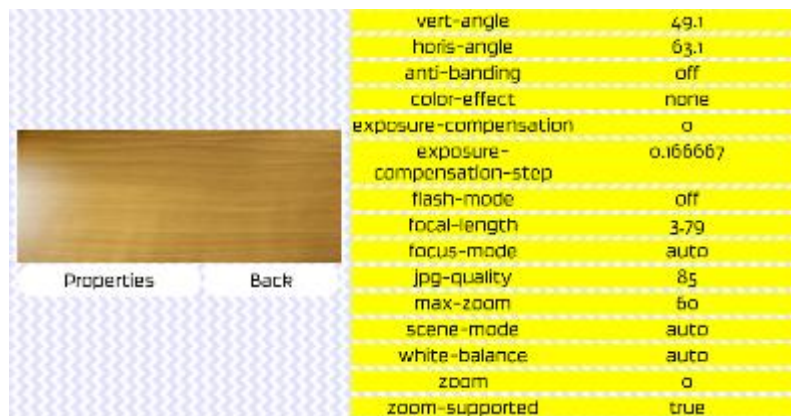 vert-angle 49.1
horis-angle 63.1
anti-banding off
color-effect none
exposure-compensation 0
exposure- 0.166667
compensation-step
flash-mode off
focal-length 3.79
focus-mode auto
Properties Back
jpg-quality 85
max-zoom 60
scene-mode auto
white-balance auto
zoom 0
zoom-supported true